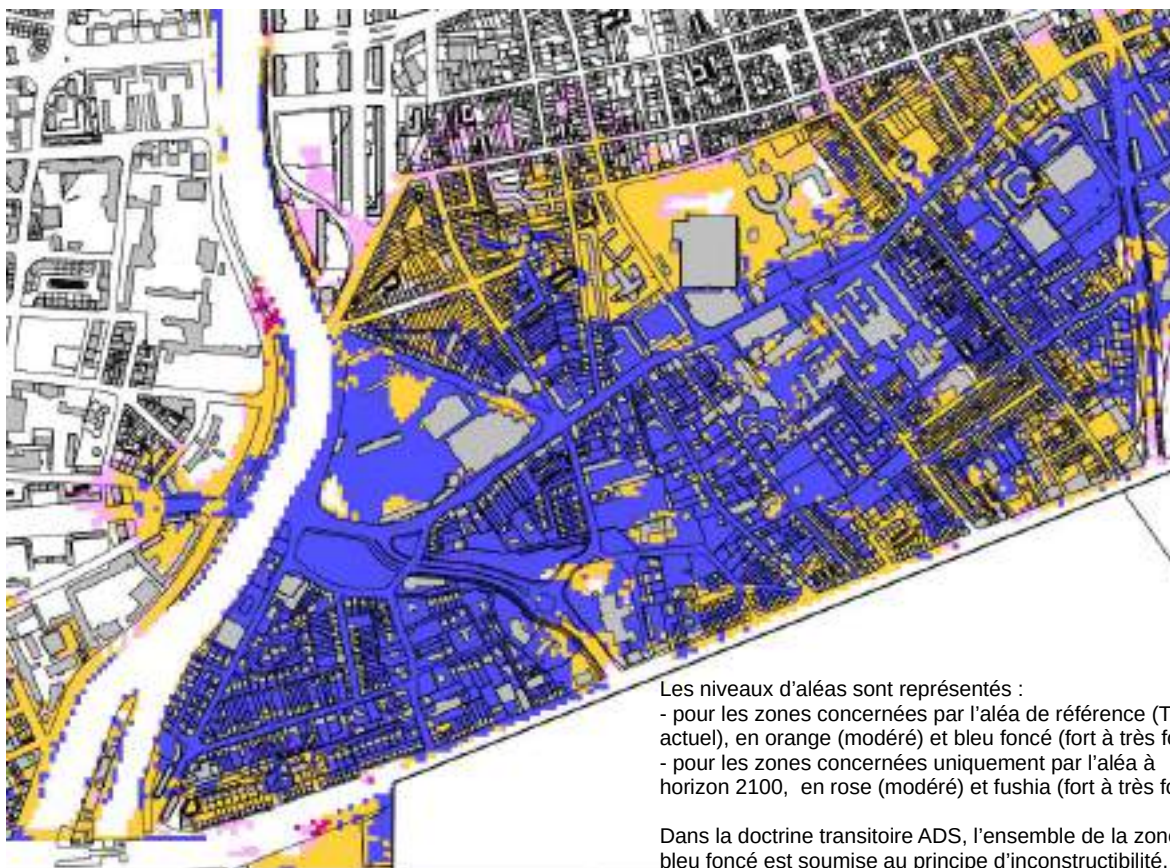 Les niveaux d'aléas sont représentés :
- pour les zones concernées par l'aléa de référence (T
actuel), en orange (modéré) et bleu foncé (fort à très fo
- pour les zones concernées uniquement par l'aléa à
horizon 2100,  en rose (modéré) et fushia (fort à très fo
Dans la doctrine transitoire ADS, l'ensemble de la zone
bleu foncé est soumise au principe d'inconstructibilité.